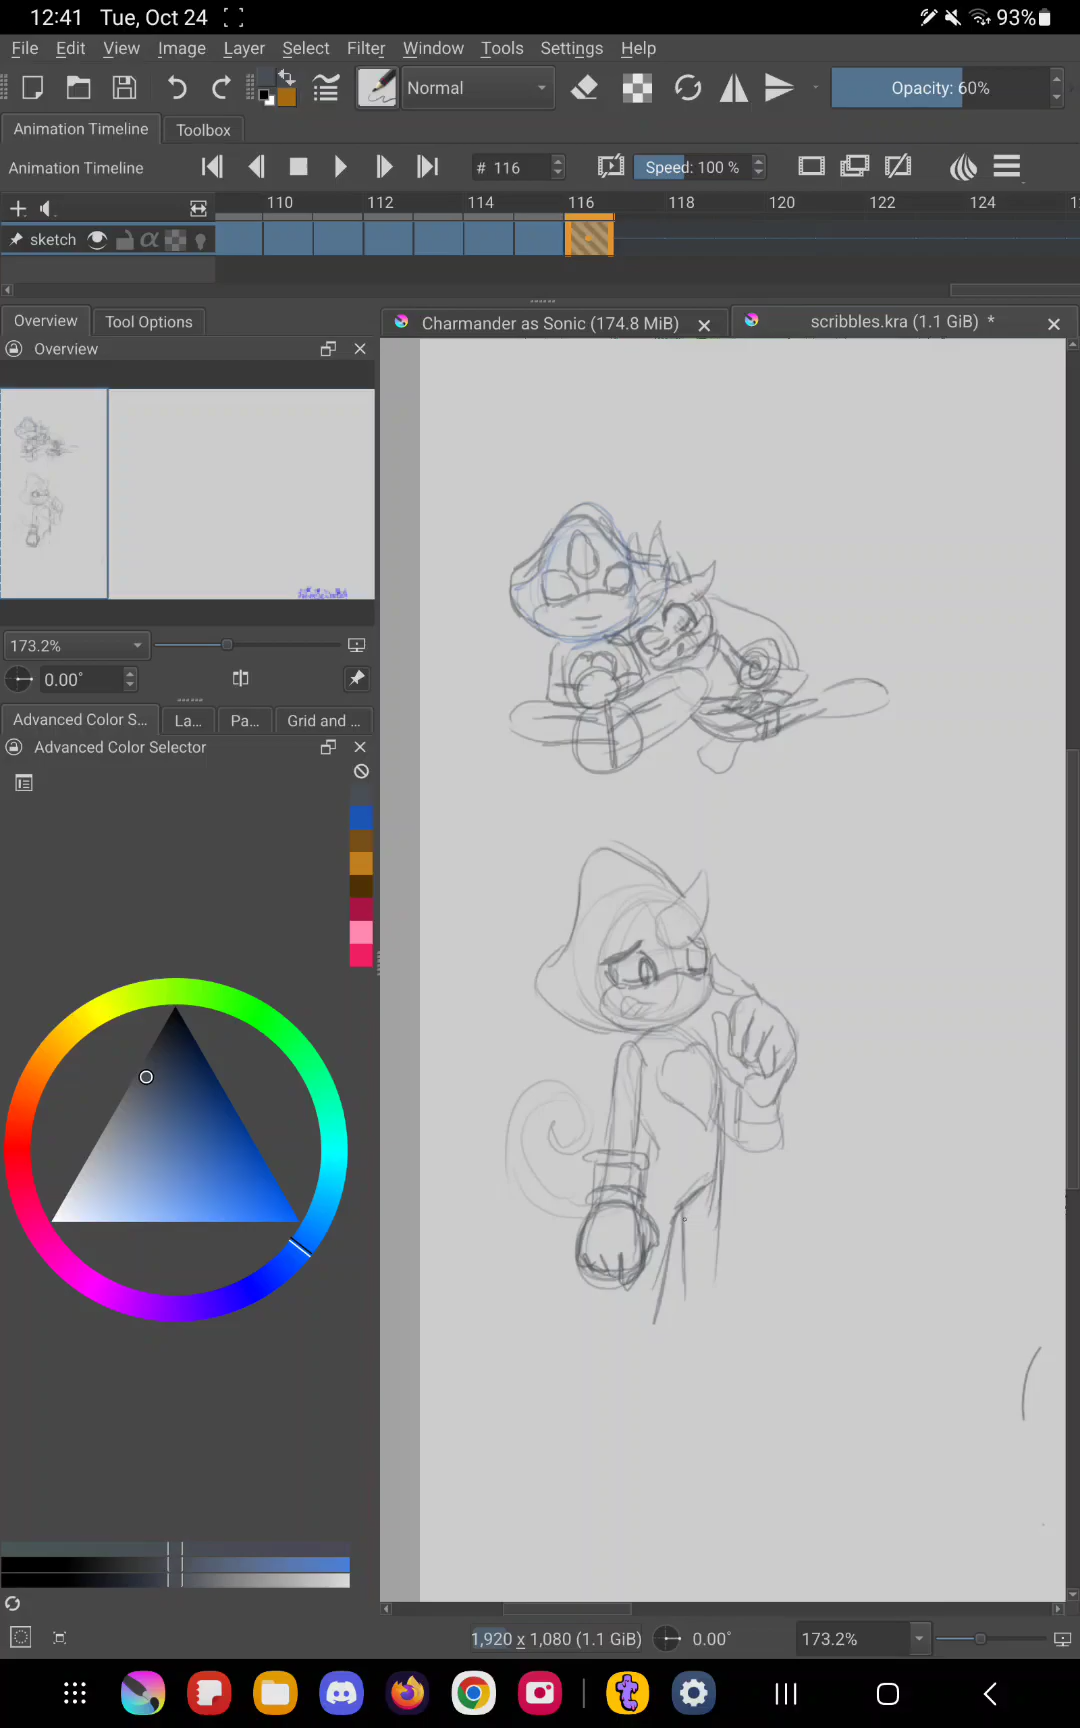 12:41 Tue, Oct 24 93%
File Edit View Image Layer Select Filter Window Tools Settings Help
Normal Opacity: 60%
Animation Timeline Toolbox
Animation Timeline # 116 Speed: 100 %
110 112 114 116 118 120 122 124
sketch
Overview Tool Options
Charmander as Sonic (174.8 MiB) scribbles.kra (1.1 GiB) *
Overview
173.2%
0.00°
Advanced Color S... La... Pa... Grid and ...
Advanced Color Selector
1,920 x 1,080 (1.1 GiB) 0.00° 173.2%